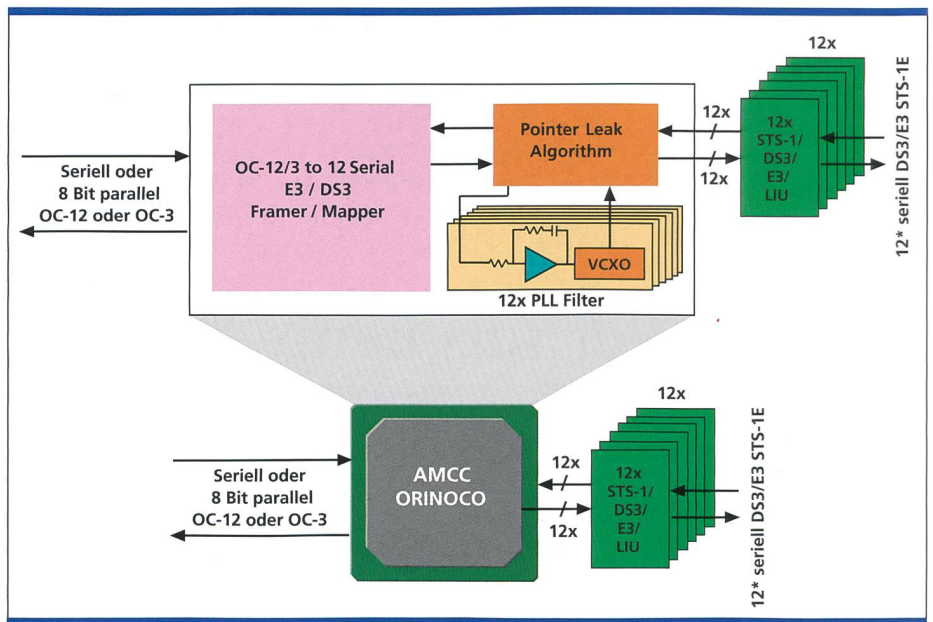 12x
12x
STS-1/
DS3/
E3/
LIU
12* seriell DS3/E3 STS-1E
12x
12x
Pointer Leak
Algorithm
OC-12/3 to 12 Serial
E3 / DS3
Framer / Mapper
Seriell oder
8 Bit parallel
OC-12 oder OC-3
VCXO
12x PLL Filter
12x
12x
STS-1/
DS3/
E3/
LIU
12* seriell DS3/E3 STS-1E
12x
12x
AMCC
ORINOCO
Seriell oder
8 Bit parallel
OC-12 oder OC-3